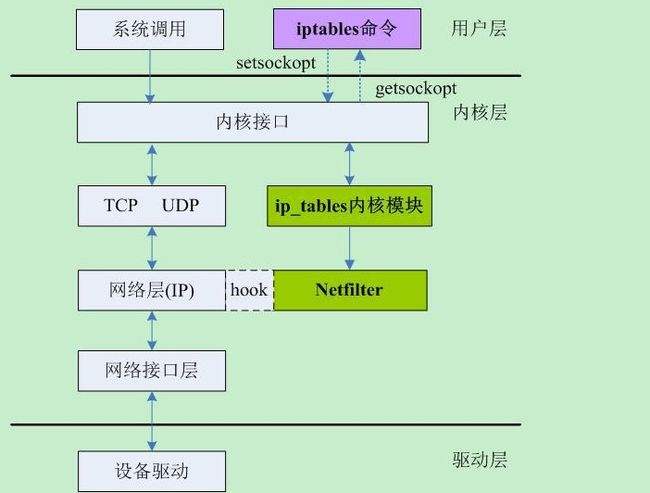 系统调用
iptables命令
用户层
setsockopt
getsockopt
内核接口
内核层
TCP UDP
ip_tables内核模块
网络层(IP)
hook
Netfilter
网络接口层
设备驱动
驱动层